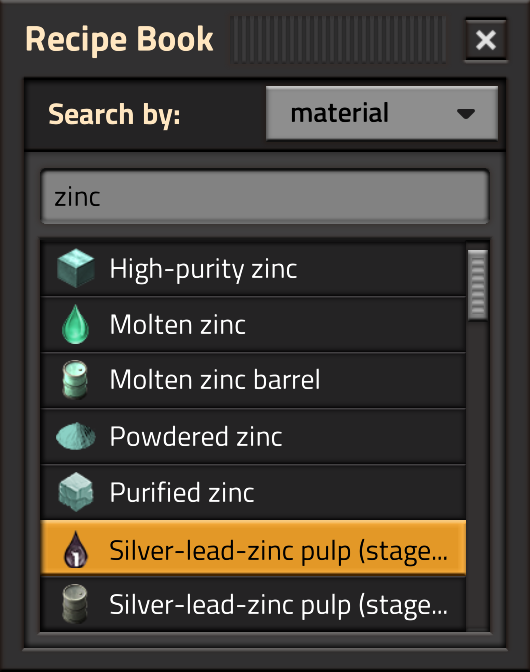 Recipe Book
Search by:
material
zinc
High-purity zinc
Molten zinc
Molten zinc barrel
Powdered zinc
Purified zinc
1
Silver-lead-zinc pulp (stage...
Silver-lead-zinc pulp (stage...